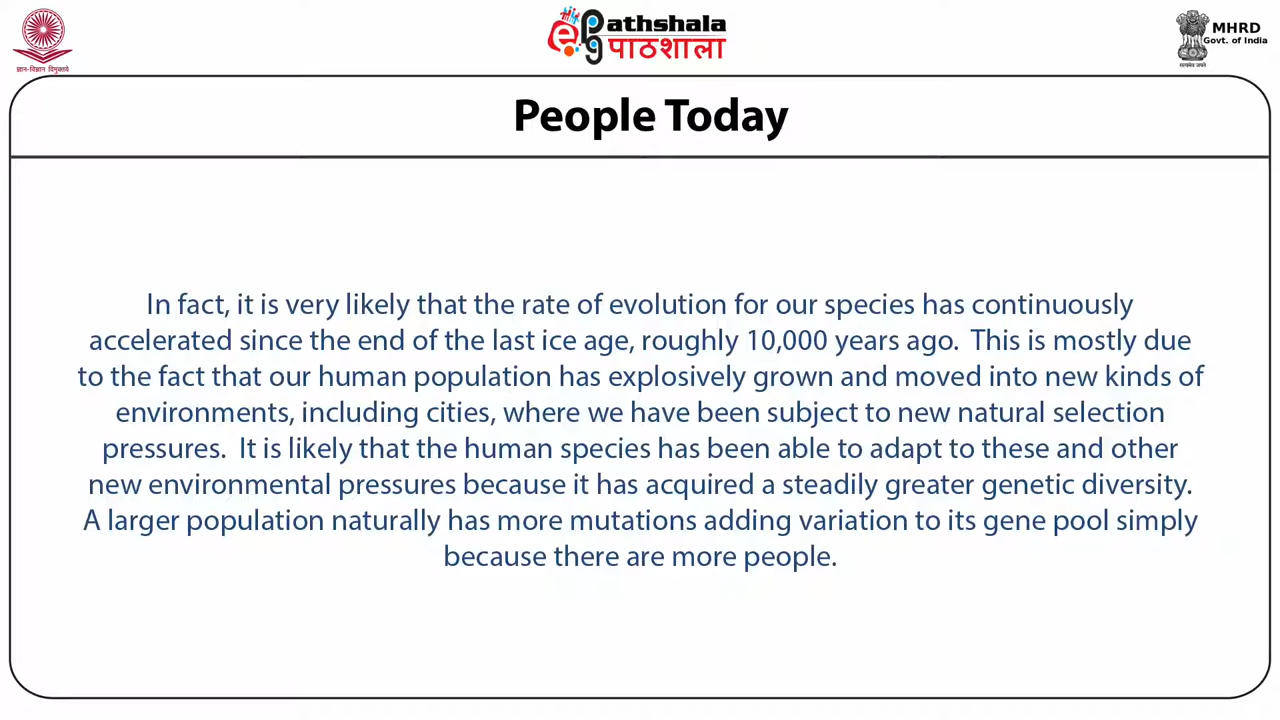 ज्ञान-विज्ञान विमुक्तये
ePG Pathshala
पाठशाला
MHRD
Govt. of India
सत्यमेव जयते
People Today
In fact, it is very likely that the rate of evolution for our species has continuously
accelerated since the end of the last ice age, roughly 10,000 years ago. This is mostly due
to the fact that our human population has explosively grown and moved into new kinds of
environments, including cities, where we have been subject to new natural selection
pressures. It is likely that the human species has been able to adapt to these and other
new environmental pressures because it has acquired a steadily greater genetic diversity.
A larger population naturally has more mutations adding variation to its gene pool simply
because there are more people.